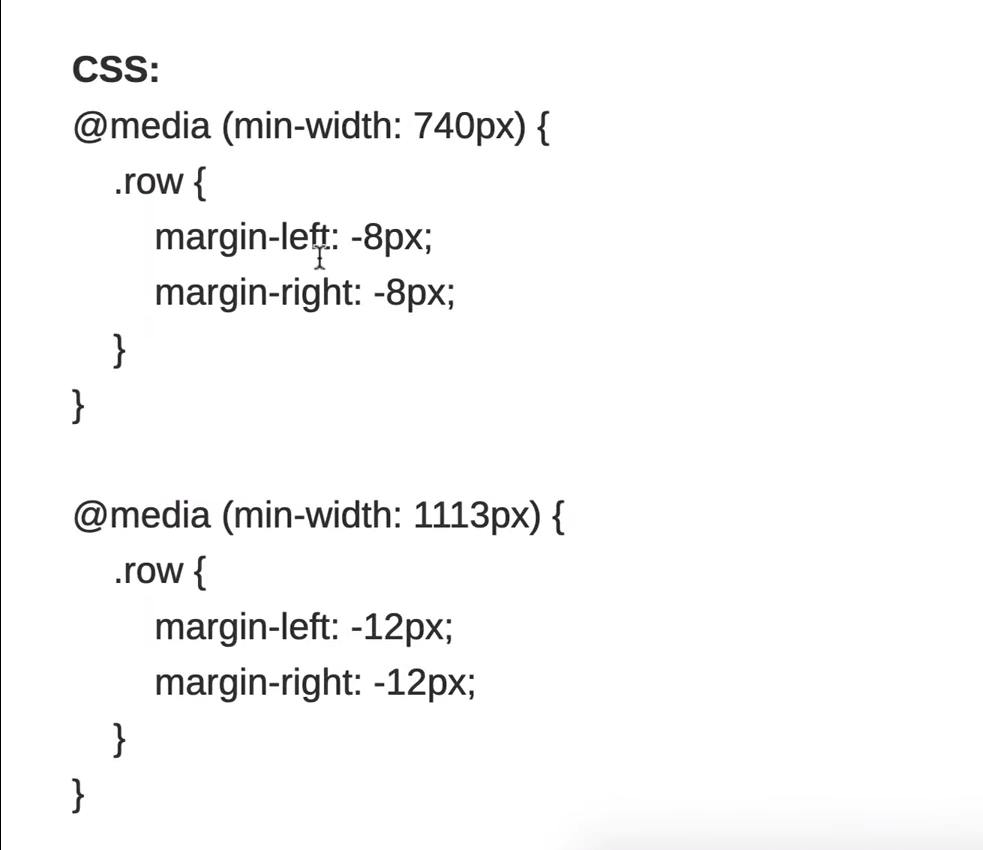 CSS:
@media (min-width: 740px) {
.row {
margin-left: -8px;
margin-right: -8px;
}
}
@media (min-width: 1113px) {
.row {
margin-left: -12px;
margin-right: -12px;
}
}